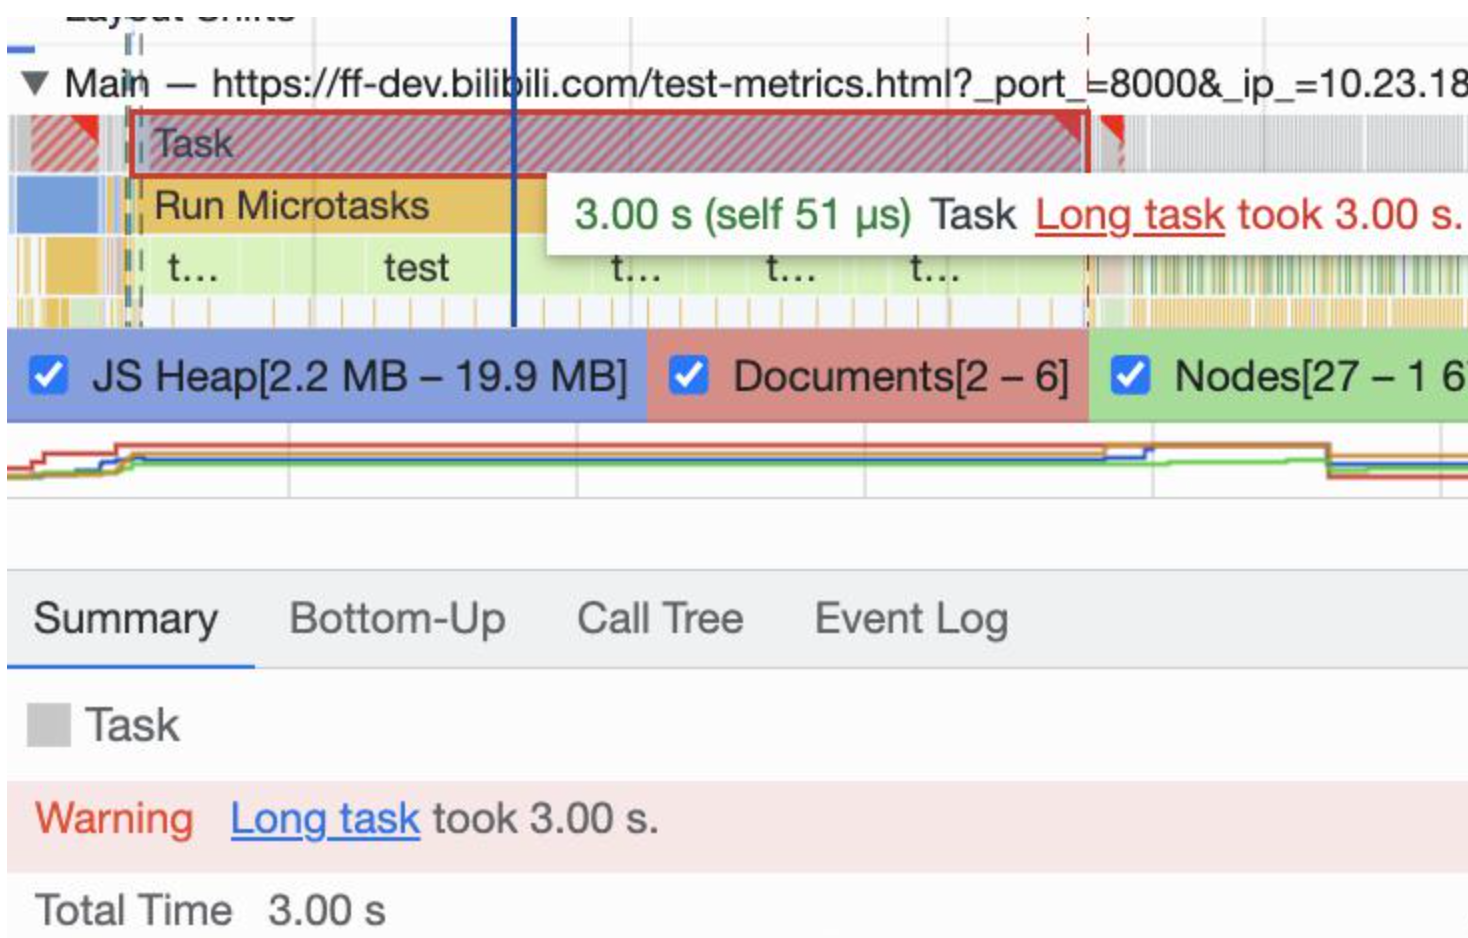 Layout Shifts
Main — https://ff-dev.bilibili.com/test-metrics.html?_port_=8000&_ip_=10.23.18
Task
Run Microtasks
3.00 s (self 51 μs) Task Long task took 3.00 s.
t... test t... t... t...
JS Heap[2.2 MB – 19.9 MB] Documents[2 – 6] Nodes[27 – 1 6
Summary Bottom-Up Call Tree Event Log
Task
Warning Long task took 3.00 s.
Total Time 3.00 s